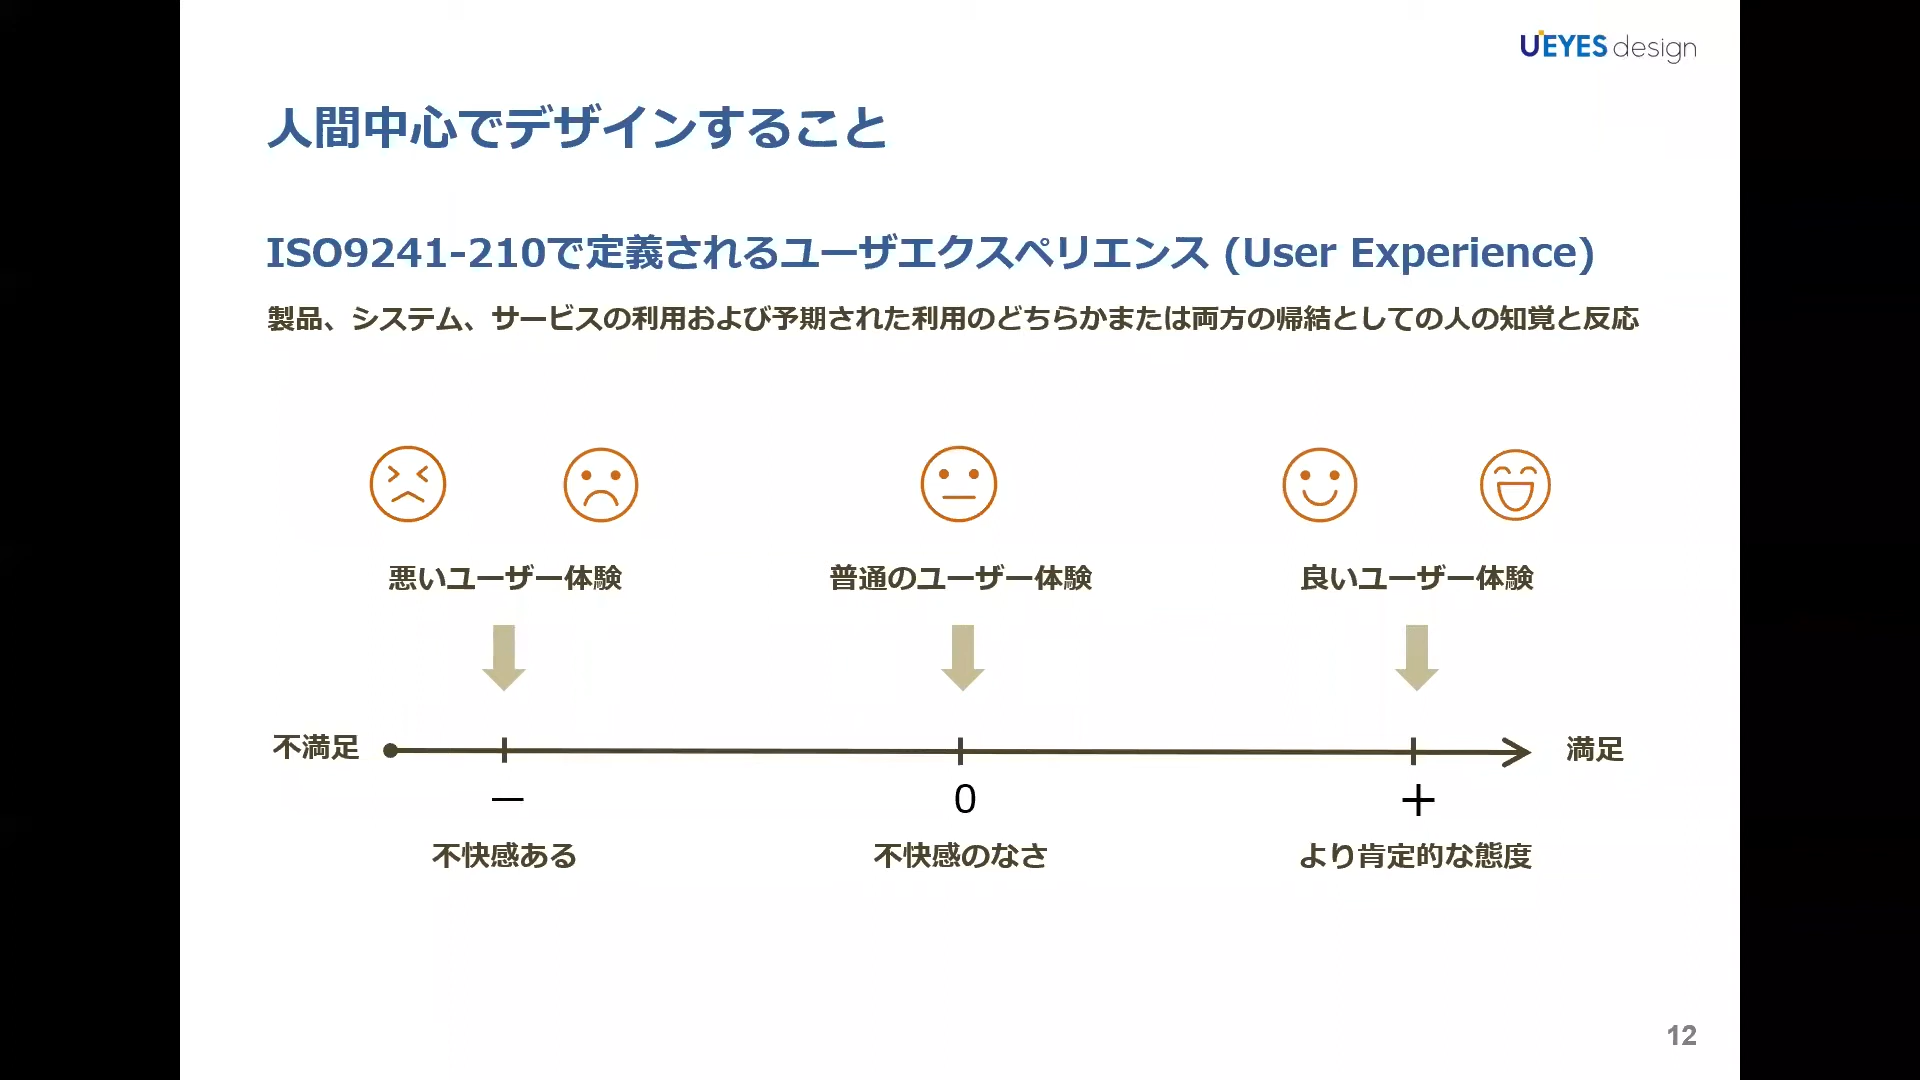 UEYES design
人間中心でデザインすること
ISO9241-210で定義されるユーザエクスペリエンス (User Experience)
製品、システム、サービスの利用および予期された利用のどちらかまたは両方の帰結としての人の知覚と反応
悪いユーザー体験 普通のユーザー体験 良いユーザー体験
不満足 満足
－ 0 ＋
不快感ある 不快感のなさ より肯定的な態度
12